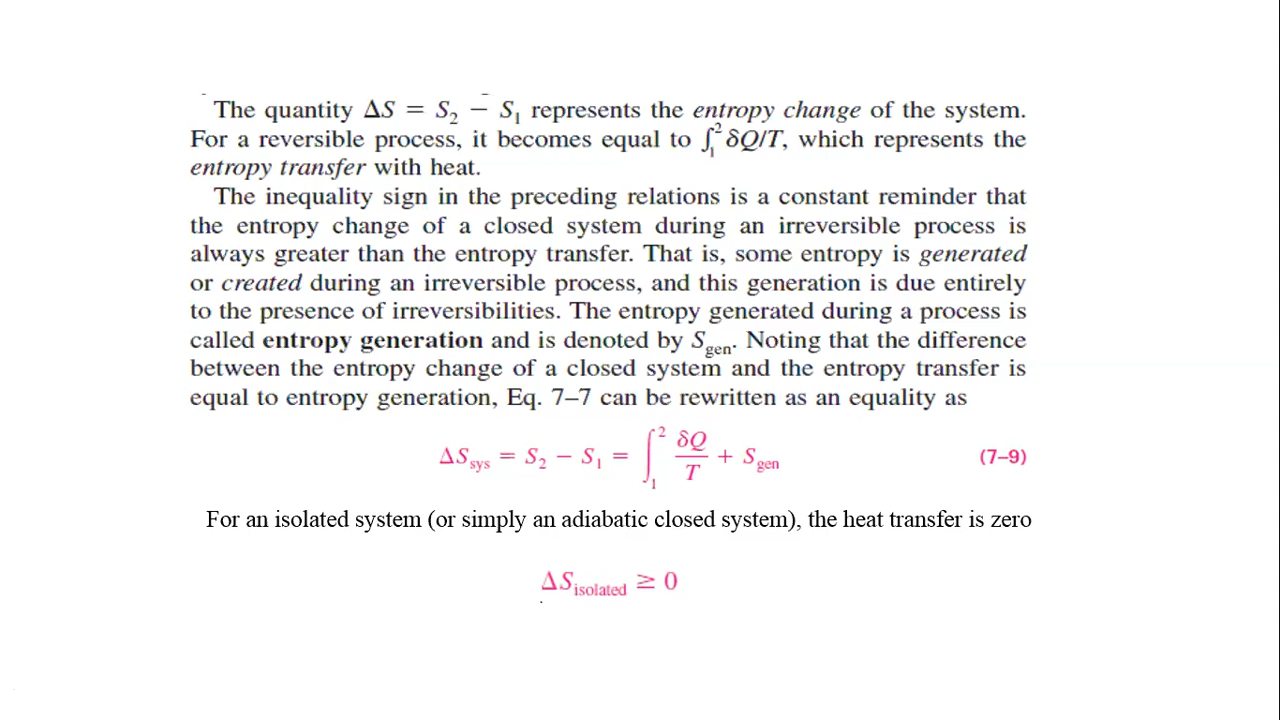 The quantity ΔS = S₂ − S₁ represents the entropy change of the system.
For a reversible process, it becomes equal to ∫₁² δQ/T, which represents the
entropy transfer with heat.
The inequality sign in the preceding relations is a constant reminder that
the entropy change of a closed system during an irreversible process is
always greater than the entropy transfer. That is, some entropy is generated
or created during an irreversible process, and this generation is due entirely
to the presence of irreversibilities. The entropy generated during a process is
called entropy generation and is denoted by S_gen. Noting that the difference
between the entropy change of a closed system and the entropy transfer is
equal to entropy generation, Eq. 7–7 can be rewritten as an equality as
ΔS_sys = S₂ − S₁ = ∫₁² δQ/T + S_gen (7–9)
For an isolated system (or simply an adiabatic closed system), the heat transfer is zero
ΔS_isolated ≥ 0